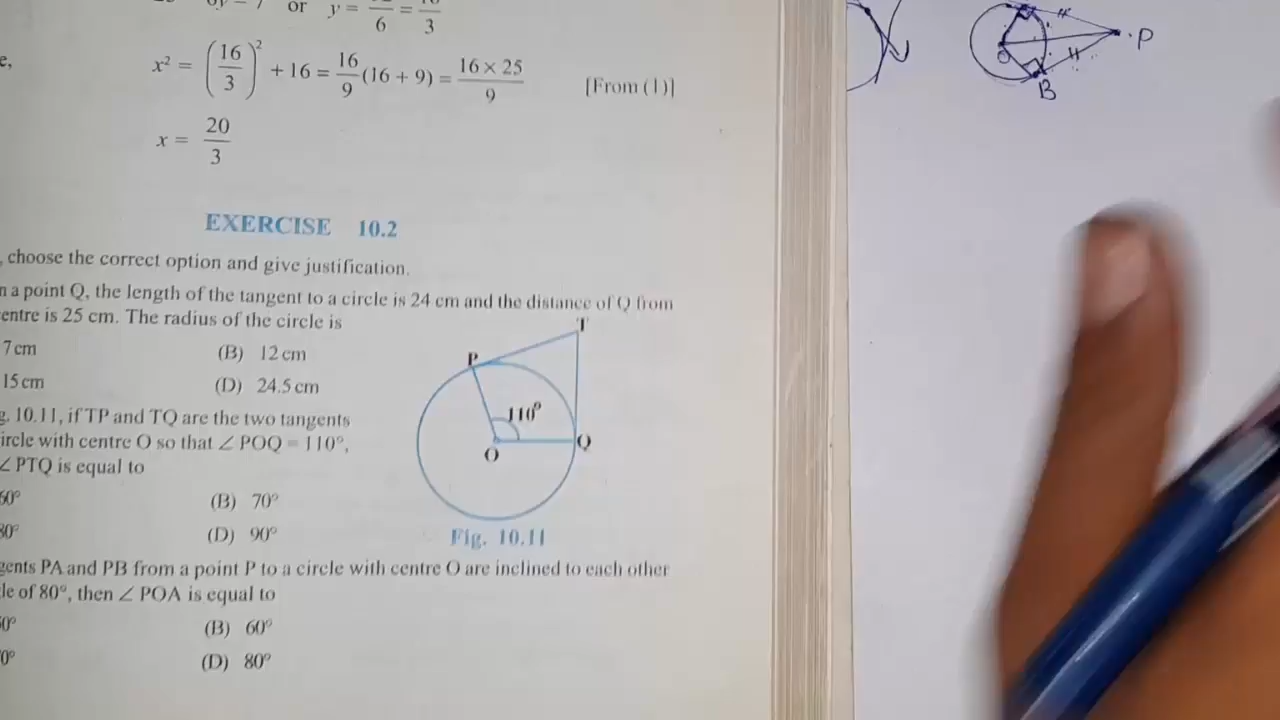 or y = — = —
6 3
x² = (16/3)² + 16 = 16/9 (16 + 9) = 16 × 25/9 [From (1)]
x = 20/3
EXERCISE 10.2
choose the correct option and give justification.
a point Q, the length of the tangent to a circle is 24 cm and the distance of Q from
entre is 25 cm. The radius of the circle is
7 cm (B) 12 cm
15 cm (D) 24.5 cm
g. 10.11, if TP and TQ are the two tangents
ircle with centre O so that ∠ POQ = 110°,
∠ PTQ is equal to
60° (B) 70°
80° (D) 90°
T
P
110°
O
Q
Fig. 10.11
gents PA and PB from a point P to a circle with centre O are inclined to each other
le of 80°, then ∠ POA is equal to
0° (B) 60°
0° (D) 80°
P
O
B